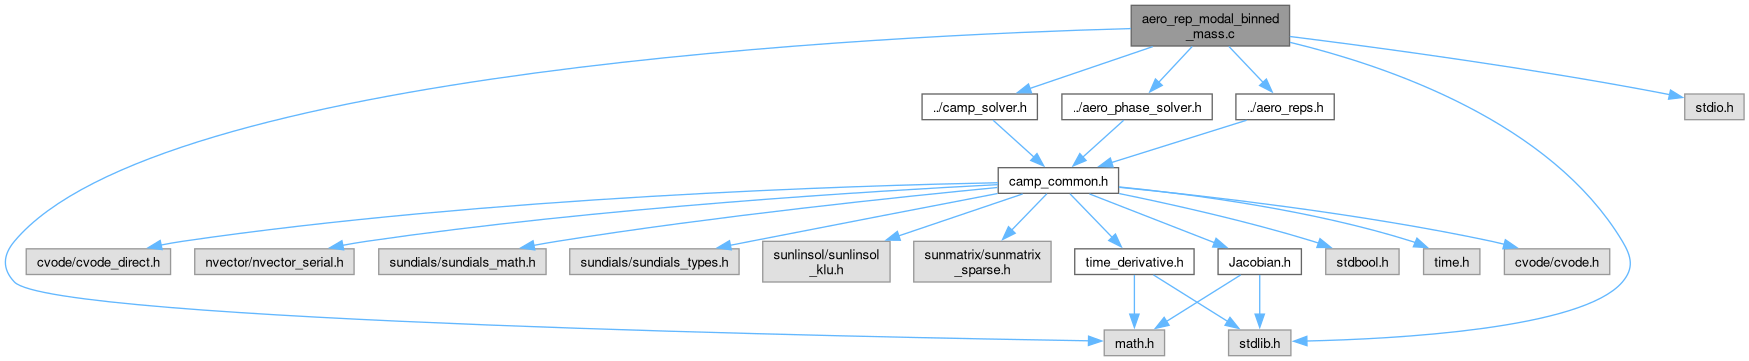 aero_rep_modal_binned
_mass.c
../camp_solver.h
../aero_phase_solver.h
../aero_reps.h
stdio.h
camp_common.h
cvode/cvode_direct.h
nvector/nvector_serial.h
sundials/sundials_math.h
sundials/sundials_types.h
sunlinsol/sunlinsol
_klu.h
sunmatrix/sunmatrix
_sparse.h
time_derivative.h
Jacobian.h
stdbool.h
time.h
cvode/cvode.h
math.h
stdlib.h